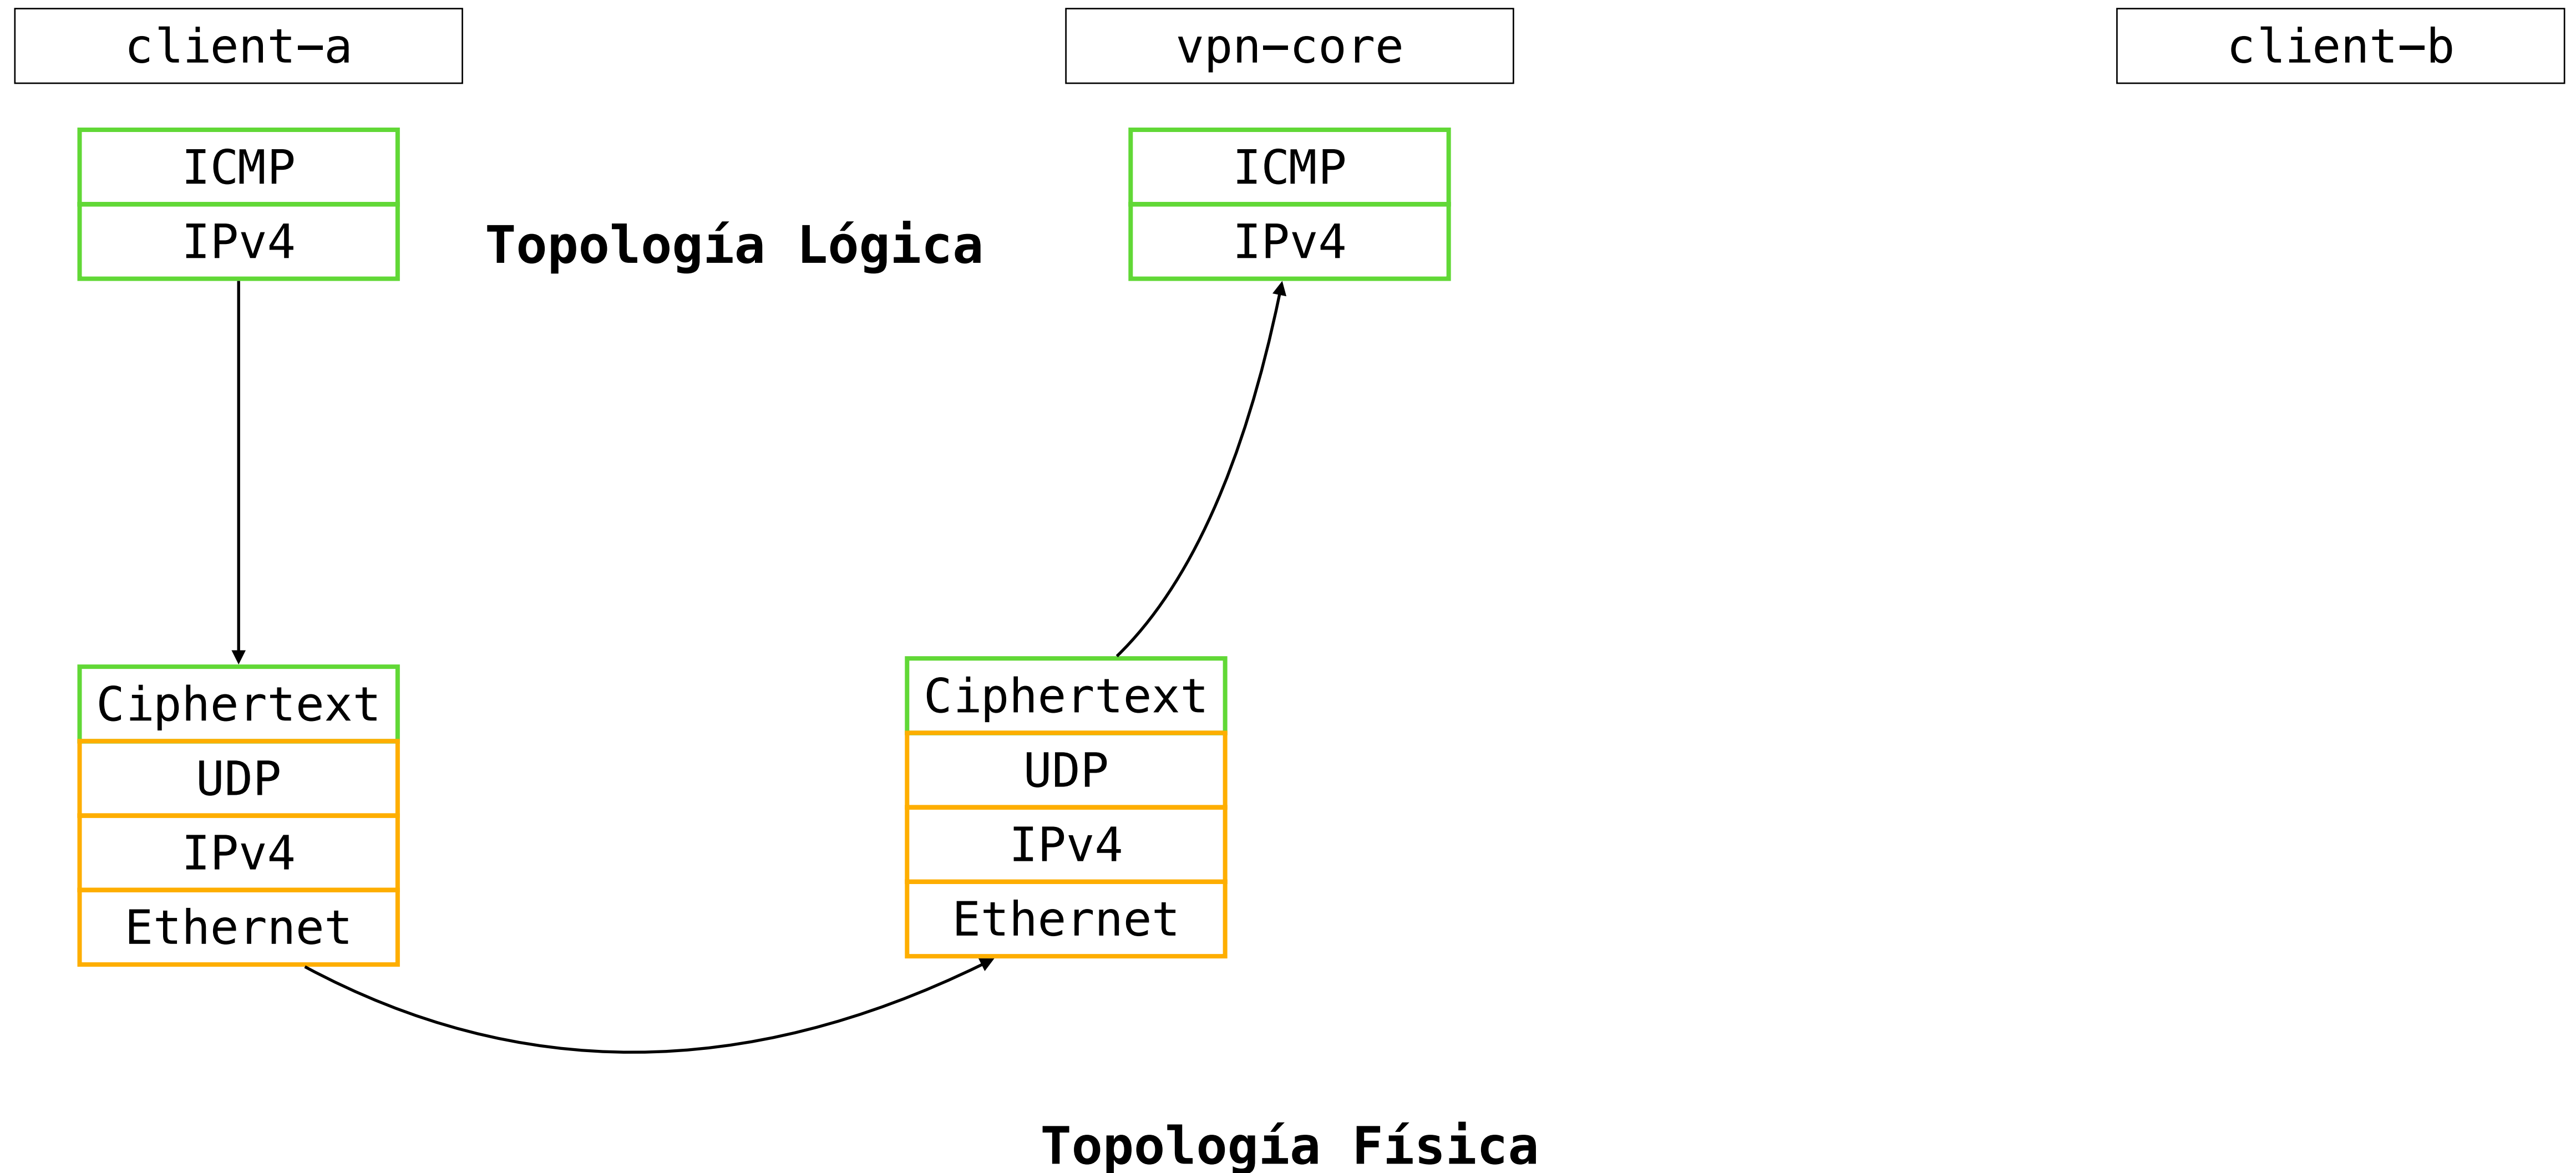 client-a
vpn-core
client-b
ICMP
IPv4
Topología Lógica
ICMP
IPv4
Ciphertext
UDP
IPv4
Ethernet
Ciphertext
UDP
IPv4
Ethernet
Topología Física